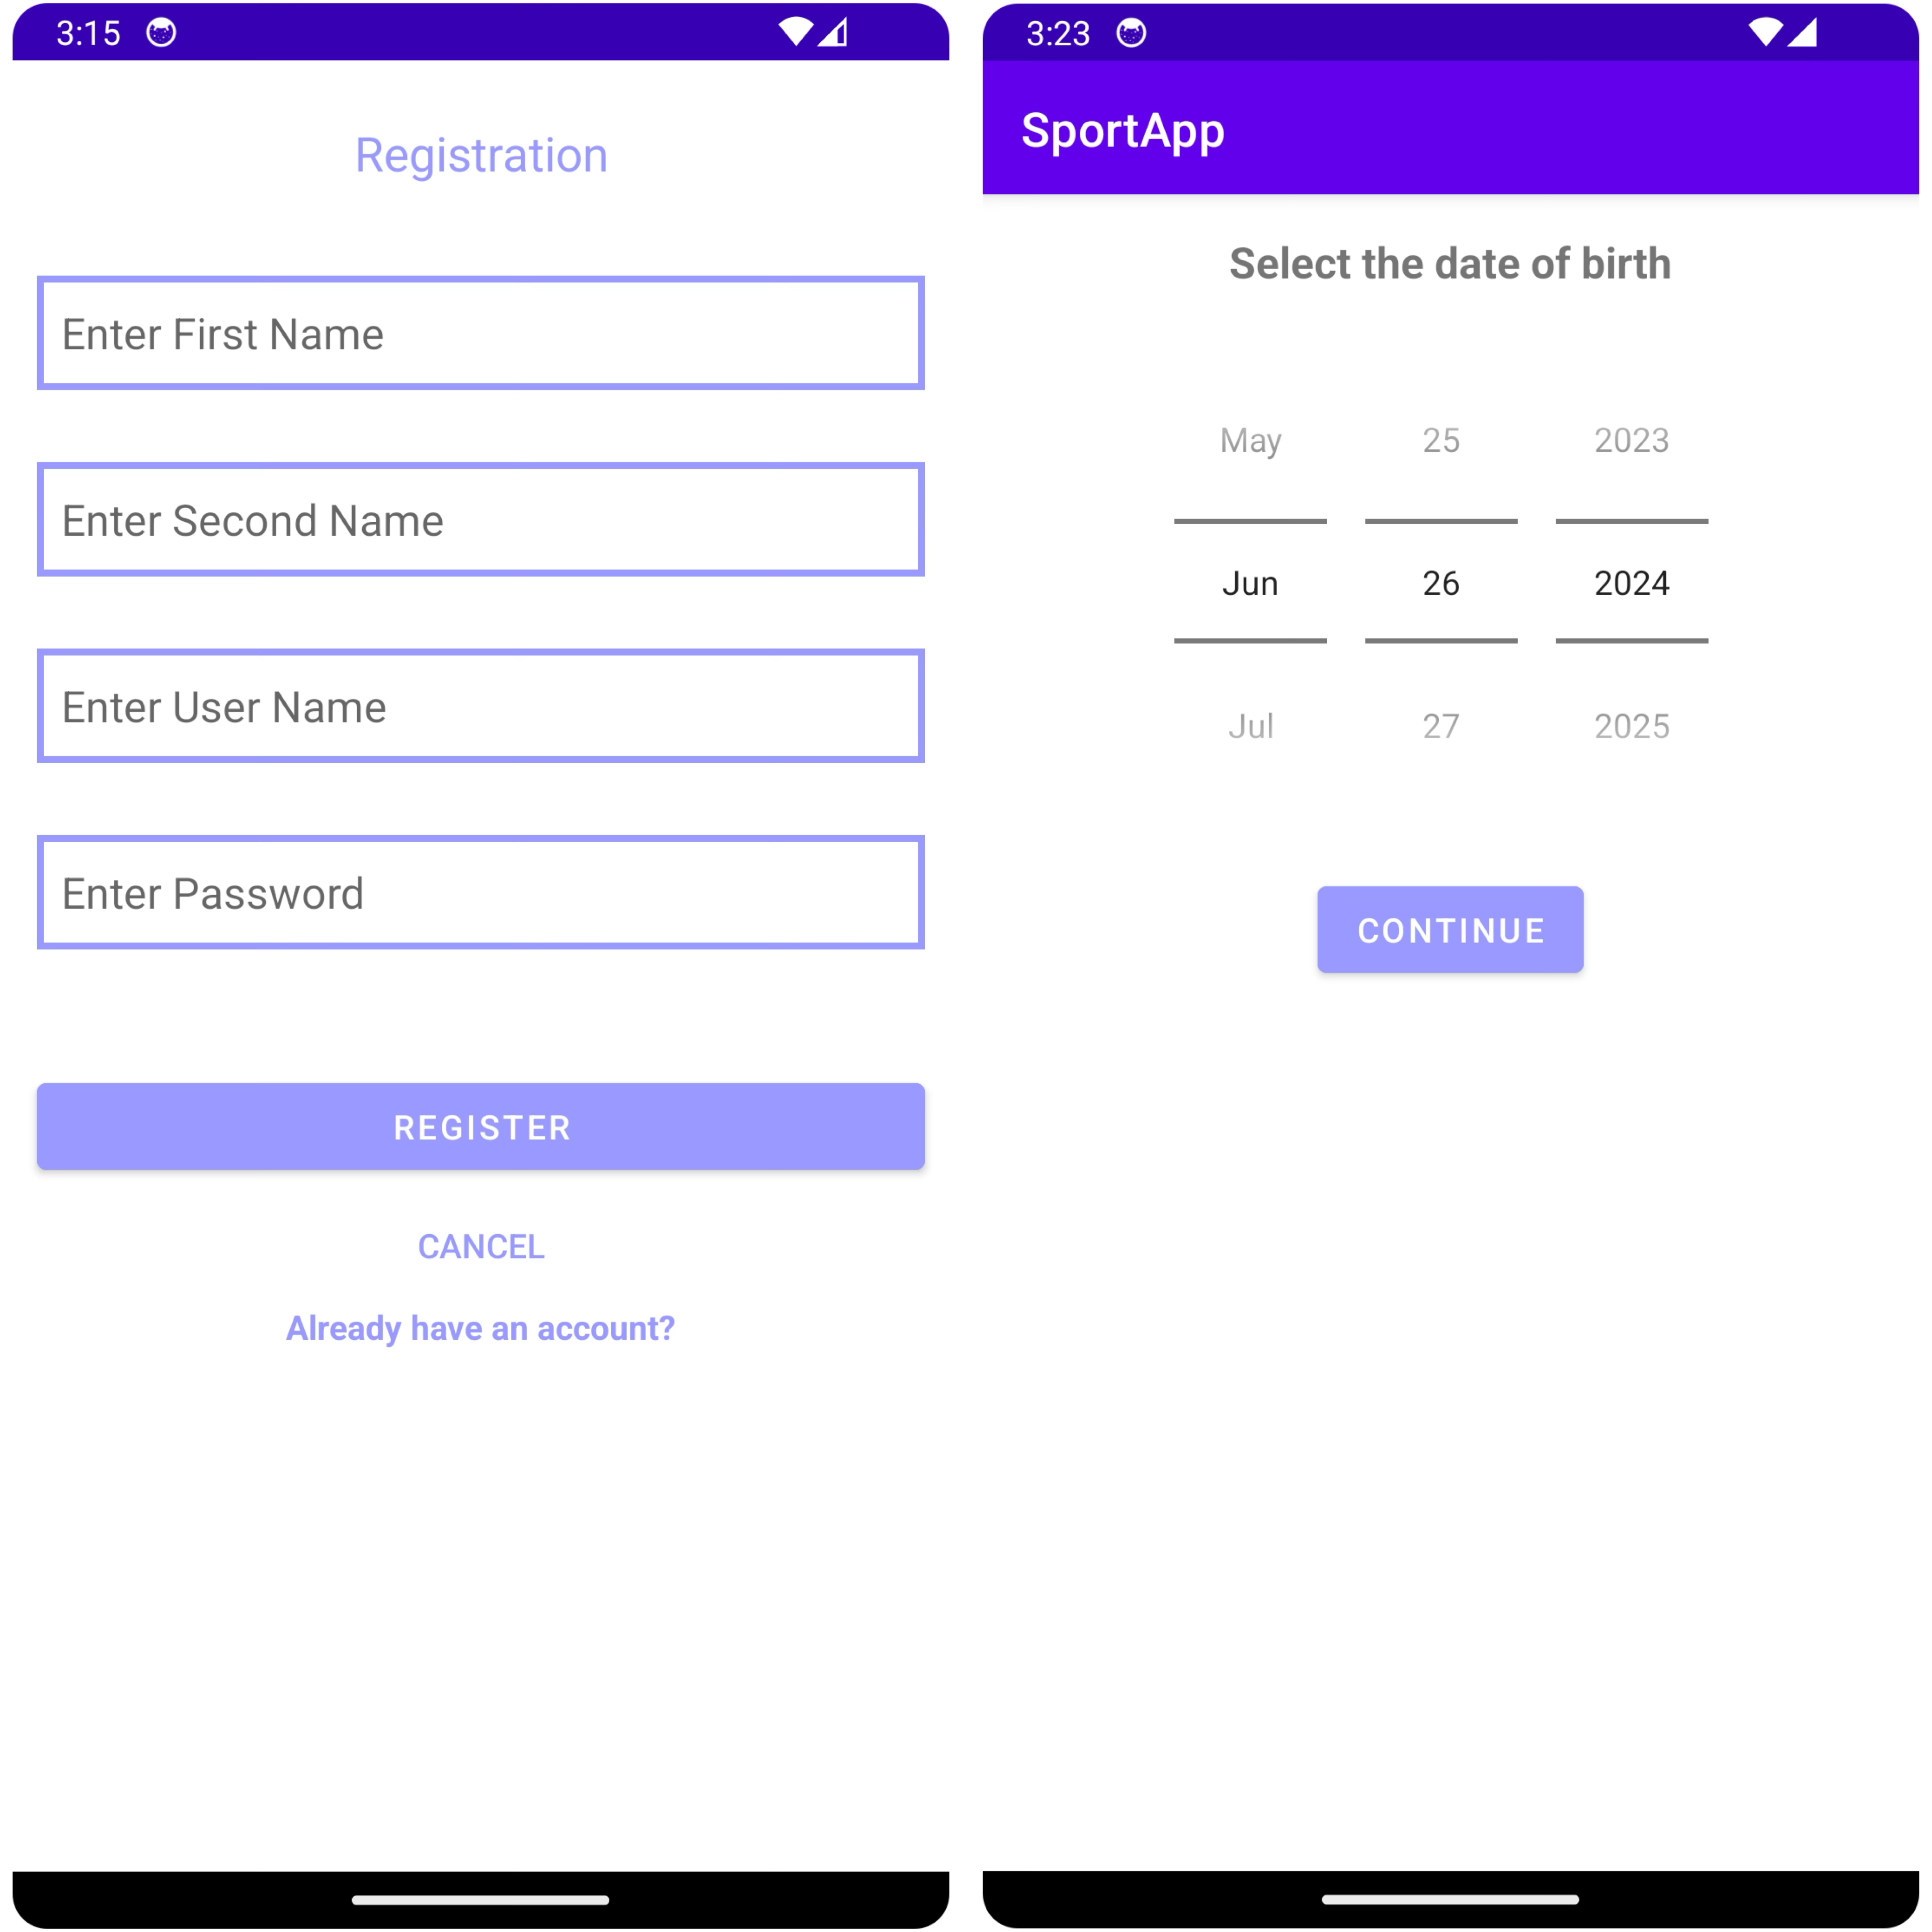 3:15
Registration
Enter First Name
Enter Second Name
Enter User Name
Enter Password
REGISTER
CANCEL
Already have an account?
3:23
SportApp
Select the date of birth
May 25 2023
Jun 26 2024
Jul 27 2025
CONTINUE